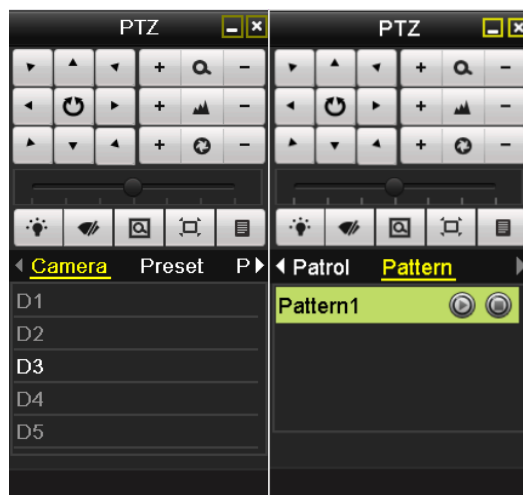 PTZ
Camera Preset P
D1
D2
D3
D4
D5
PTZ
Patrol Pattern
Pattern1